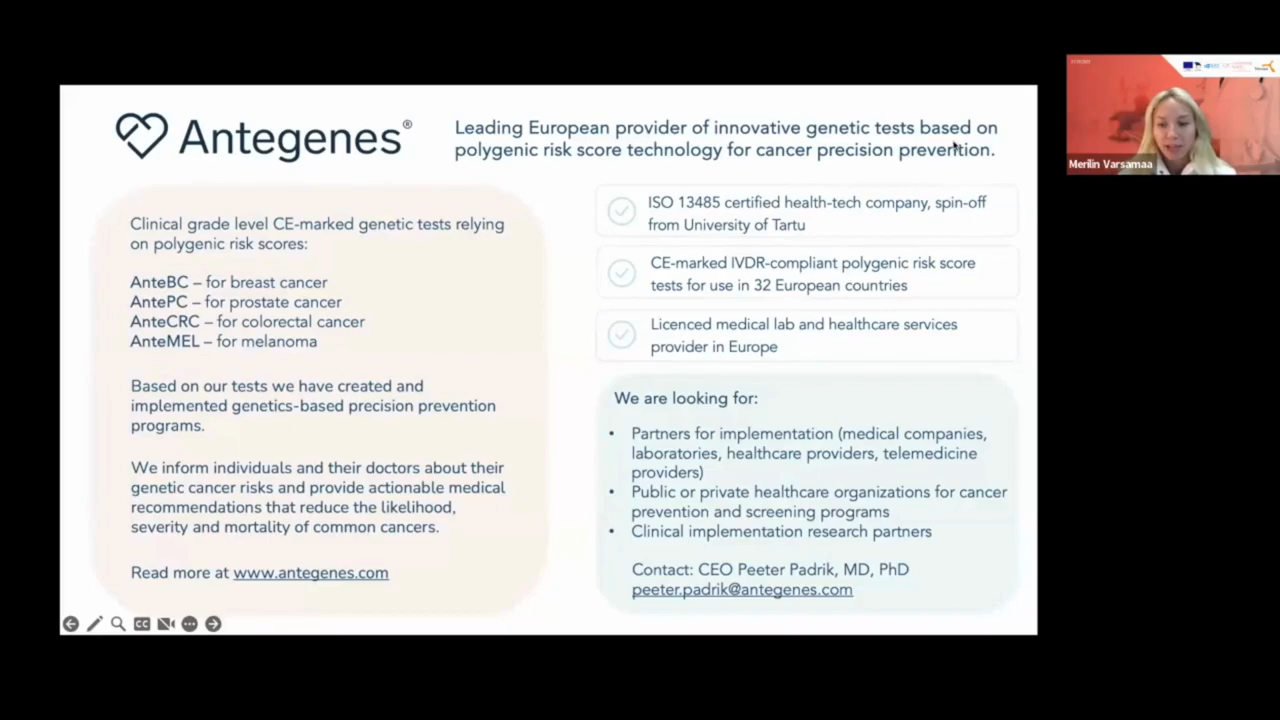 Antegenes®
Leading European provider of innovative genetic tests based on
polygenic risk score technology for cancer precision prevention.
Clinical grade level CE-marked genetic tests relying
on polygenic risk scores:
AnteBC – for breast cancer
AntePC – for prostate cancer
AnteCRC – for colorectal cancer
AnteMEL – for melanoma
Based on our tests we have created and
implemented genetics-based precision prevention
programs.
We inform individuals and their doctors about their
genetic cancer risks and provide actionable medical
recommendations that reduce the likelihood,
severity and mortality of common cancers.
Read more at www.antegenes.com
ISO 13485 certified health-tech company, spin-off
from University of Tartu
CE-marked IVDR-compliant polygenic risk score
tests for use in 32 European countries
Licenced medical lab and healthcare services
provider in Europe
We are looking for:
• Partners for implementation (medical companies,
laboratories, healthcare providers, telemedicine
providers)
• Public or private healthcare organizations for cancer
prevention and screening programs
• Clinical implementation research partners
Contact: CEO Peeter Padrik, MD, PhD
peeter.padrik@antegenes.com
CC
Merilin Varsamaa